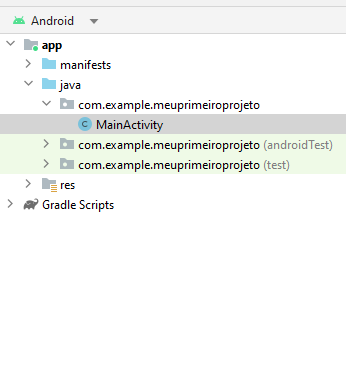 Android
app
manifests
java
com.example.meuprimeiroprojeto
C MainActivity
com.example.meuprimeiroprojeto (androidTest)
com.example.meuprimeiroprojeto (test)
res
Gradle Scripts